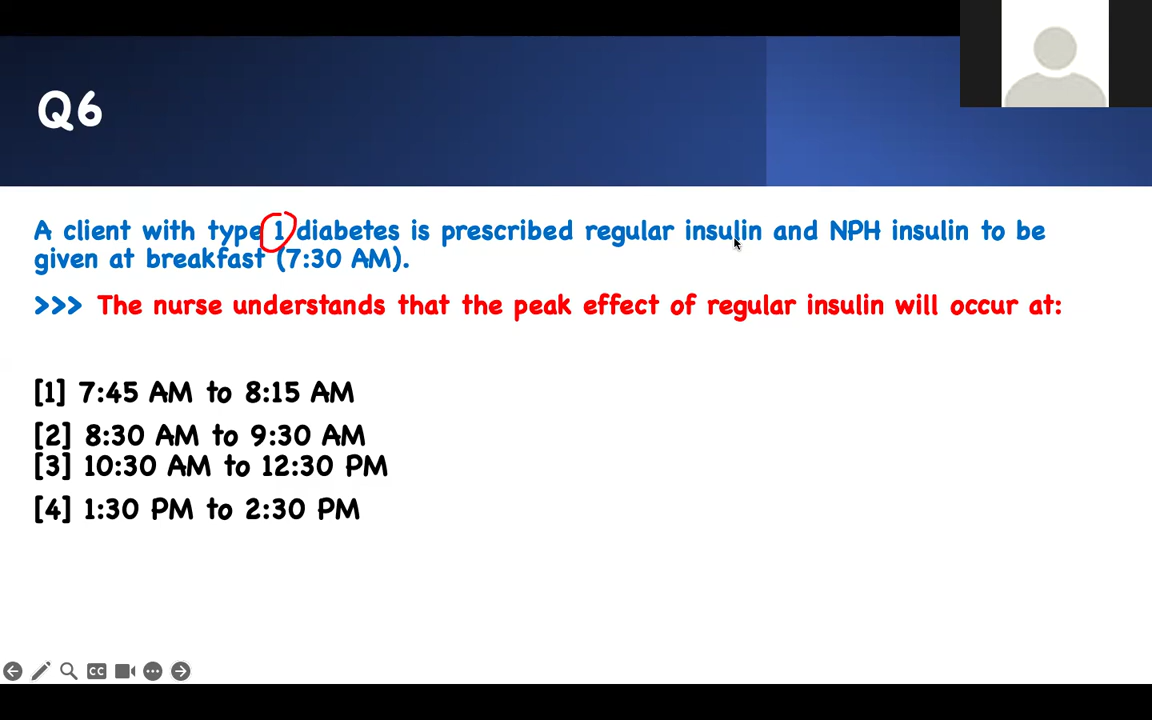 Q6
A client with type 1 diabetes is prescribed regular insulin and NPH insulin to be
given at breakfast (7:30 AM).
>>> The nurse understands that the peak effect of regular insulin will occur at:
[1] 7:45 AM to 8:15 AM
[2] 8:30 AM to 9:30 AM
[3] 10:30 AM to 12:30 PM
[4] 1:30 PM to 2:30 PM
CC